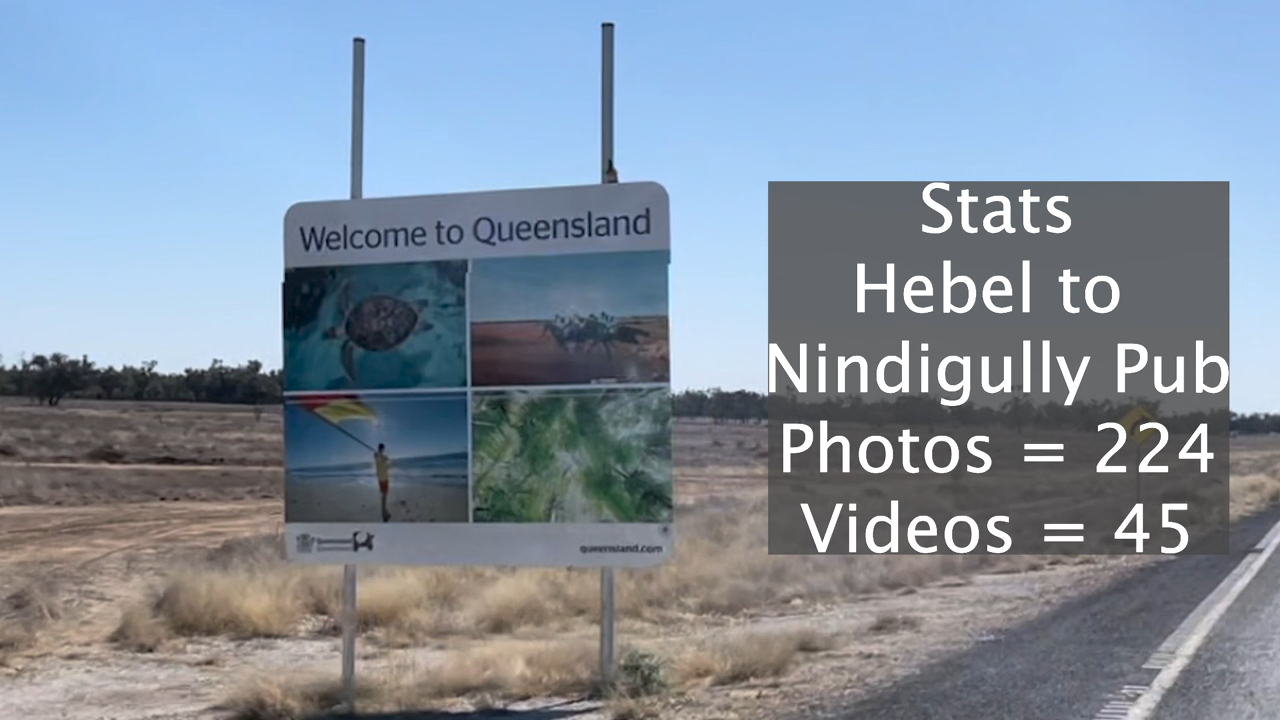 Welcome to Queensland
queensland.com
Stats
Hebel to
Nindigully Pub
Photos = 224
Videos = 45